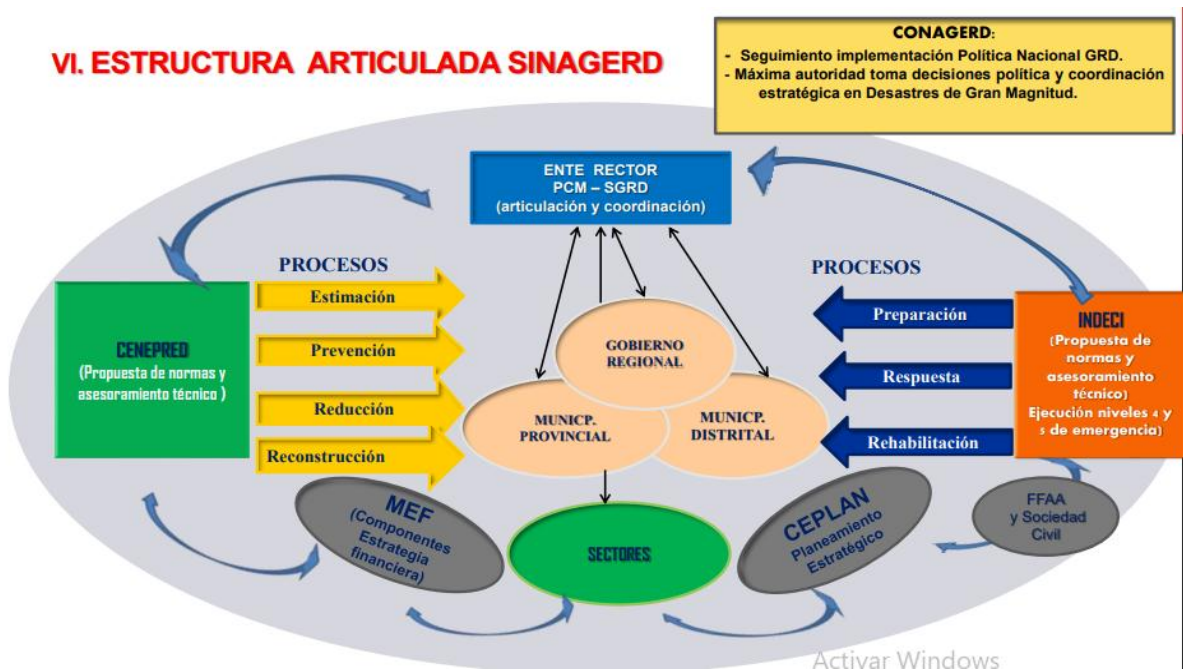 VI. ESTRUCTURA ARTICULADA SINAGERD
CONAGERD:
- Seguimiento implementación Política Nacional GRD.
- Máxima autoridad toma decisiones política y coordinación
estratégica en Desastres de Gran Magnitud.
ENTE RECTOR
PCM – SGRD
(articulación y coordinación)
PROCESOS
Estimación
Prevención
Reducción
Reconstrucción
CENEPRED
(Propuesta de normas y
asesoramiento técnico )
GOBIERNO
REGIONAL
MUNICP.
PROVINCIAL
MUNICP.
DISTRITAL
PROCESOS
Preparación
Respuesta
Rehabilitación
INDECI
(Propuesta de
normas y
asesoramiento
técnico)
Ejecución niveles 4 y
5 de emergencia)
MEF
(Componentes
Estrategia
financiera)
SECTORES
CEPLAN
Planeamiento
Estratégico
FFAA
y Sociedad
Civil
Activar Windows